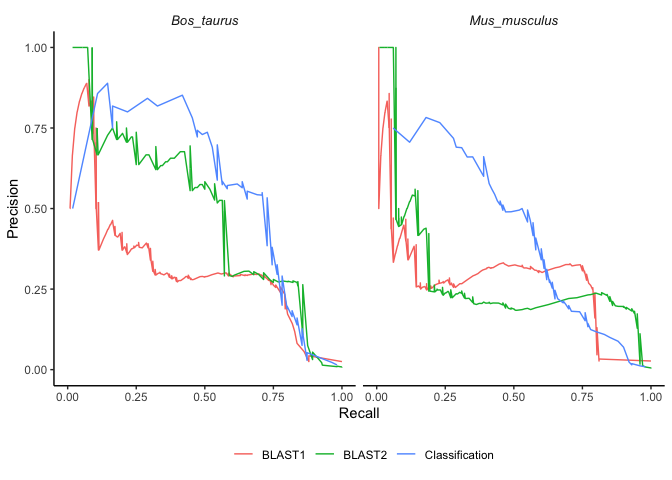 Bos_taurus Mus_musculus
1.00
0.75
0.50
0.25
0.00
Precision
0.00 0.25 0.50 0.75 1.00 0.00 0.25 0.50 0.75 1.00
Recall
BLAST1 BLAST2 Classification